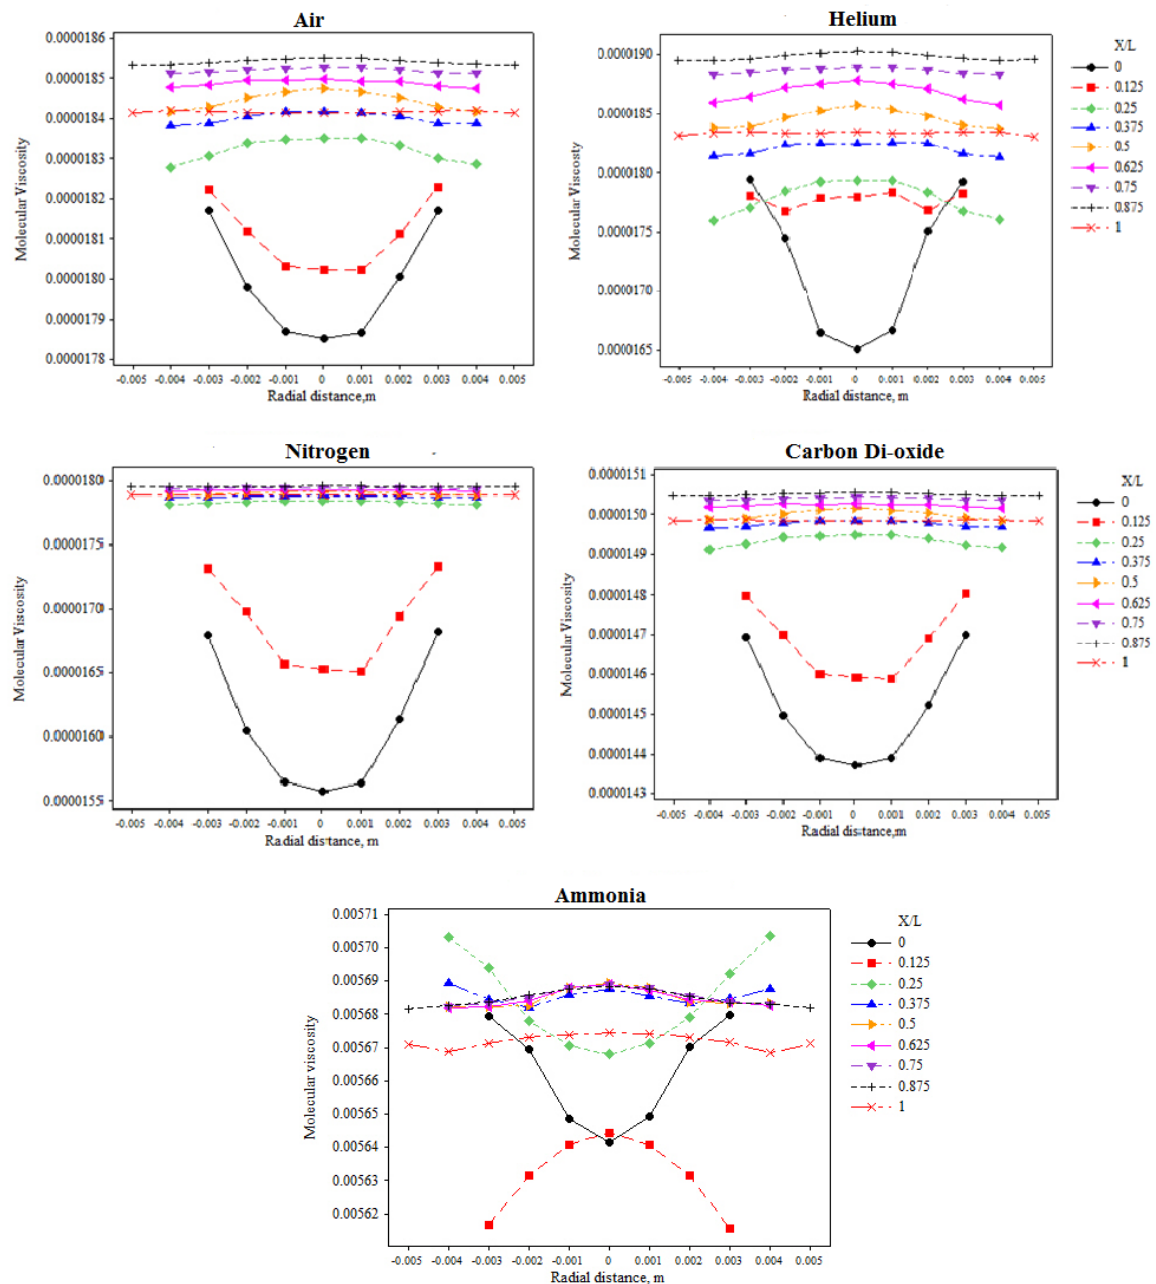 Air
0.0000186
0.0000185
0.0000184
0.0000183
0.0000182
0.0000181
0.0000180
0.0000179
0.0000178
Molecular Viscosity
-0.005 -0.004 -0.003 -0.002 -0.001 0 0.001 0.002 0.003 0.004 0.005
Radial distance,m
Helium
0.0000190
0.0000185
0.0000180
0.0000175
0.0000170
0.0000165
Molecular Viscosity
-0.005 -0.004 -0.003 -0.002 -0.001 0 0.001 0.002 0.003 0.004 0.005
Radial distance, m
X/L
0
0.125
0.25
0.375
0.5
0.625
0.75
0.875
1
Nitrogen
0.0000180
0.0000175
0.0000170
0.0000165
0.0000160
0.0000155
Molecular Viscosity
-0.005 -0.004 -0.003 -0.002 -0.001 0 0.001 0.002 0.003 0.004 0.005
Radial distance, m
Carbon Di-oxide
0.0000151
0.0000150
0.0000149
0.0000148
0.0000147
0.0000146
0.0000145
0.0000144
0.0000143
Molecular Viscosity
-0.005 -0.004 -0.003 -0.002 -0.001 0 0.001 0.002 0.003 0.004 0.005
Radial distance, m
X/L
0
0.125
0.25
0.375
0.5
0.625
0.75
0.875
1
Ammonia
0.00571
0.00570
0.00569
0.00568
0.00567
0.00566
0.00565
0.00564
0.00563
0.00562
Molecular viscosity
-0.005 -0.004 -0.003 -0.002 -0.001 0 0.001 0.002 0.003 0.004 0.005
Radial distance, m
X/L
0
0.125
0.25
0.375
0.5
0.625
0.75
0.875
1